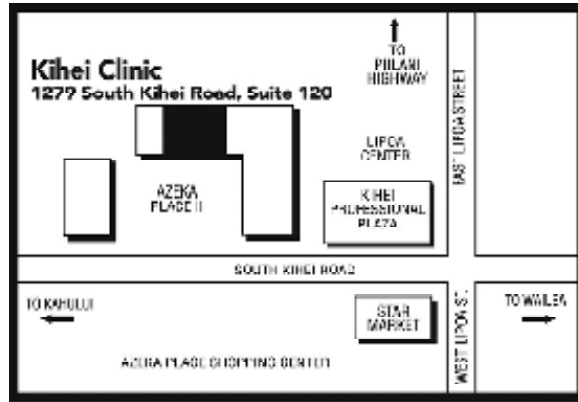 Kihei Clinic
1279 South Kihei Road, Suite 120
TO
PIILANI
HIGHWAY
EAST LIPOA STREET
LIPOA
CENTER
AZEKA
PLACE II
KIHEI
PROFESSIONAL
PLAZA
SOUTH KIHEI ROAD
TO KAHULUI
STAR
MARKET
WEST LIPOA ST.
TO WAILEA
AZEKA PLACE SHOPPING CENTER